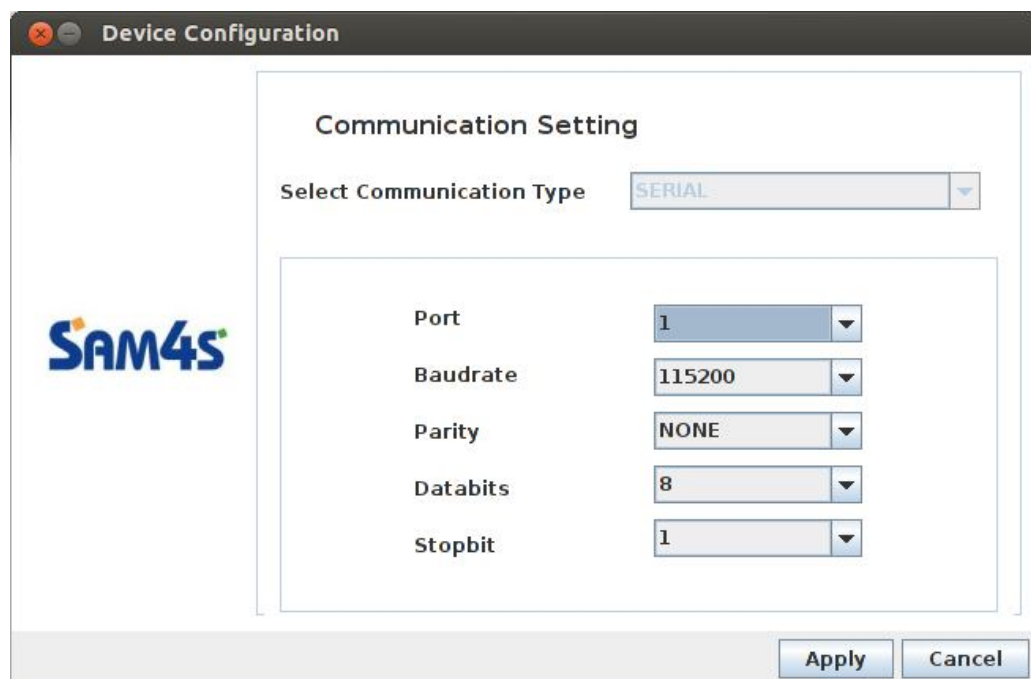 Device Configuration
Communication Setting
Select Communication Type SERIAL
SAM4S
Port 1
Baudrate 115200
Parity NONE
Databits 8
Stopbit 1
Apply Cancel